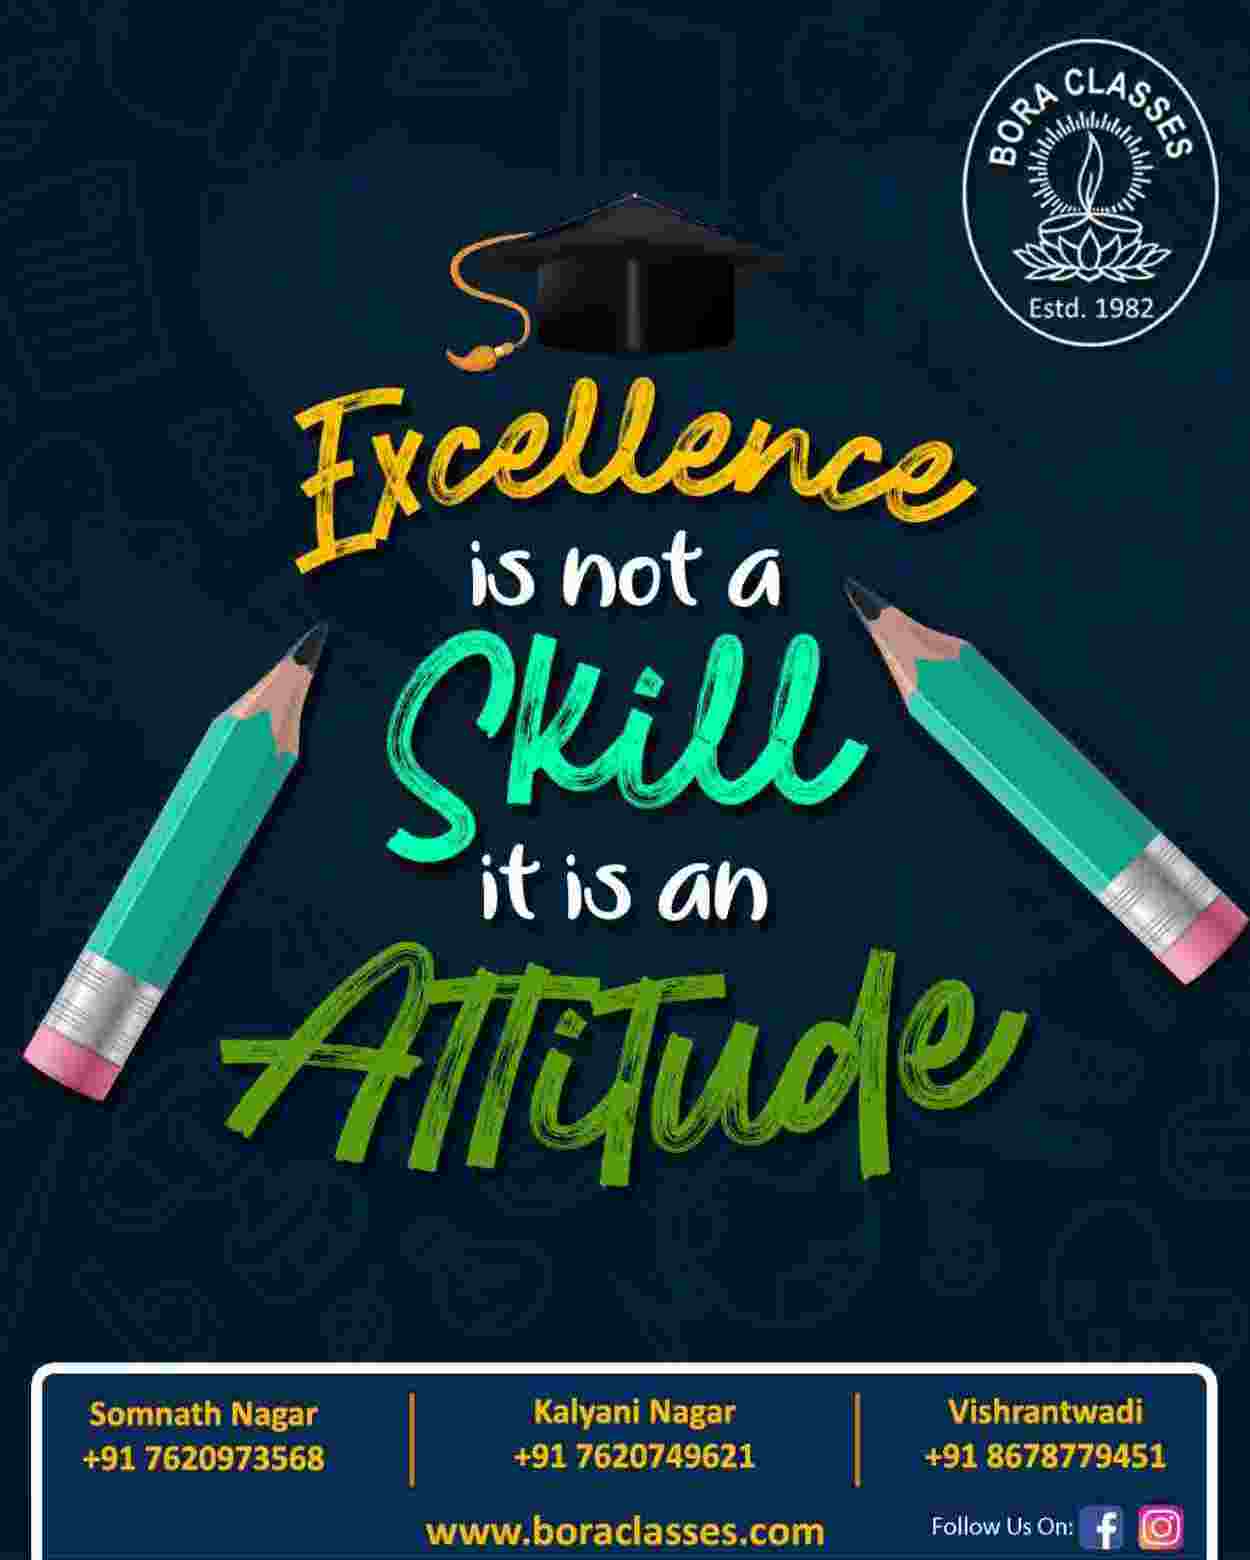 BORA CLASSES
Estd. 1982
Excellence
is not a
Skill
it is an
Attitude
Somnath Nagar
+91 7620973568
Kalyani Nagar
+91 7620749621
Vishrantwadi
+91 8678779451
www.boraclasses.com
Follow Us On: